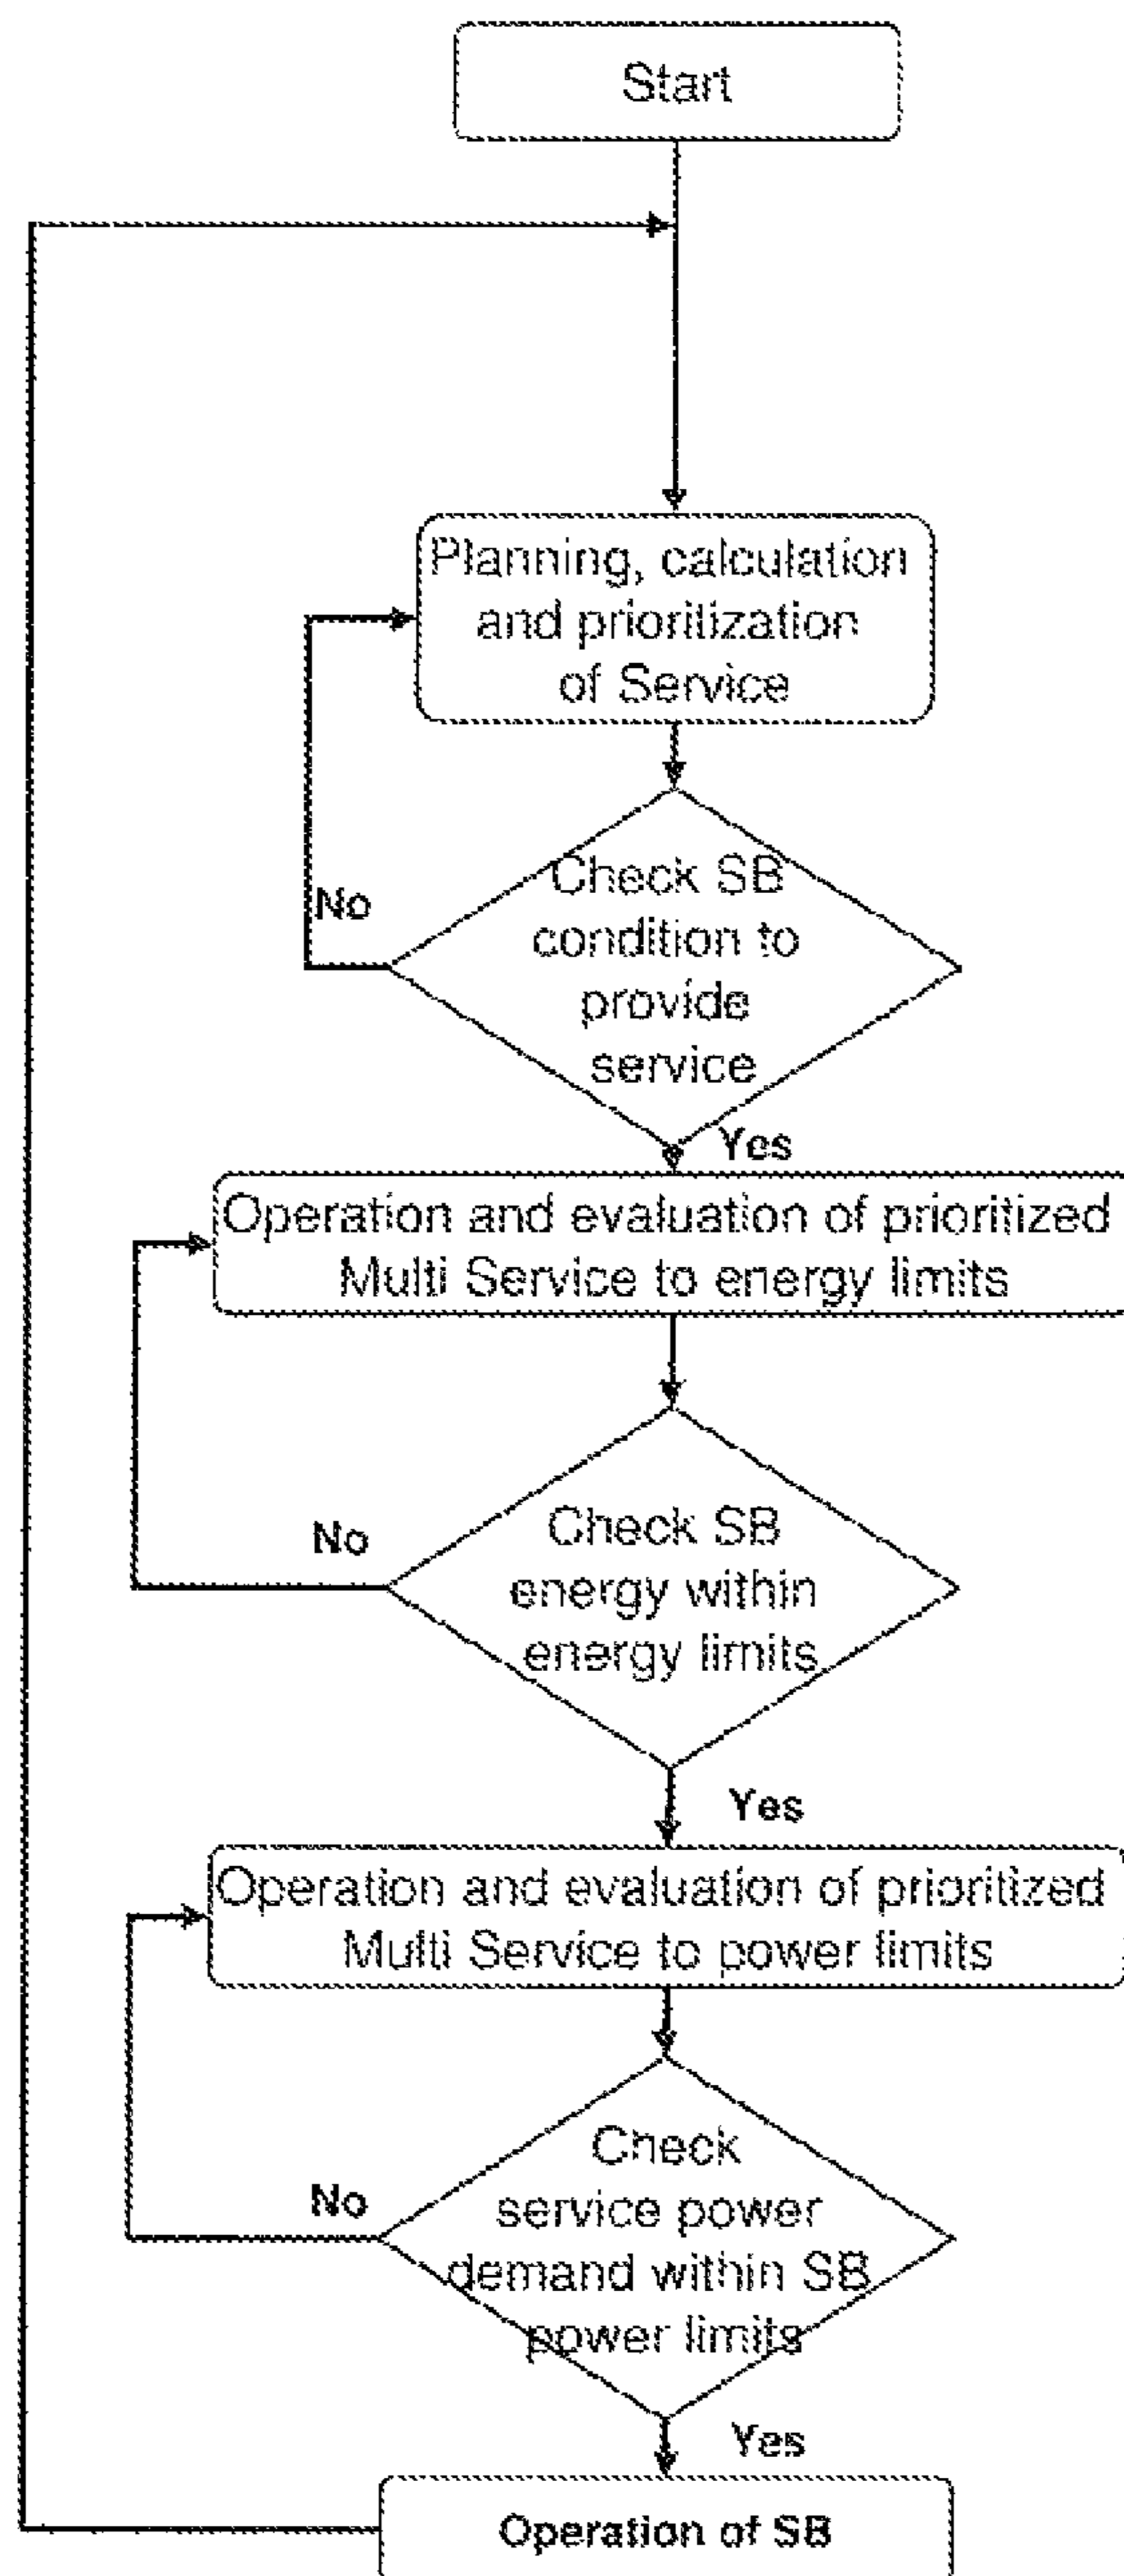 Start
Planning, calculation
and prioritization
of Service
Check SB
condition to
provide
service
No
Yes
Operation and evaluation of prioritized
Multi Service to energy limits
Check SB
energy within
energy limits
No
Yes
Operation and evaluation of prioritized
Multi Service to power limits
Check
service power
demand within SB
power limits
No
Yes
Operation of SB